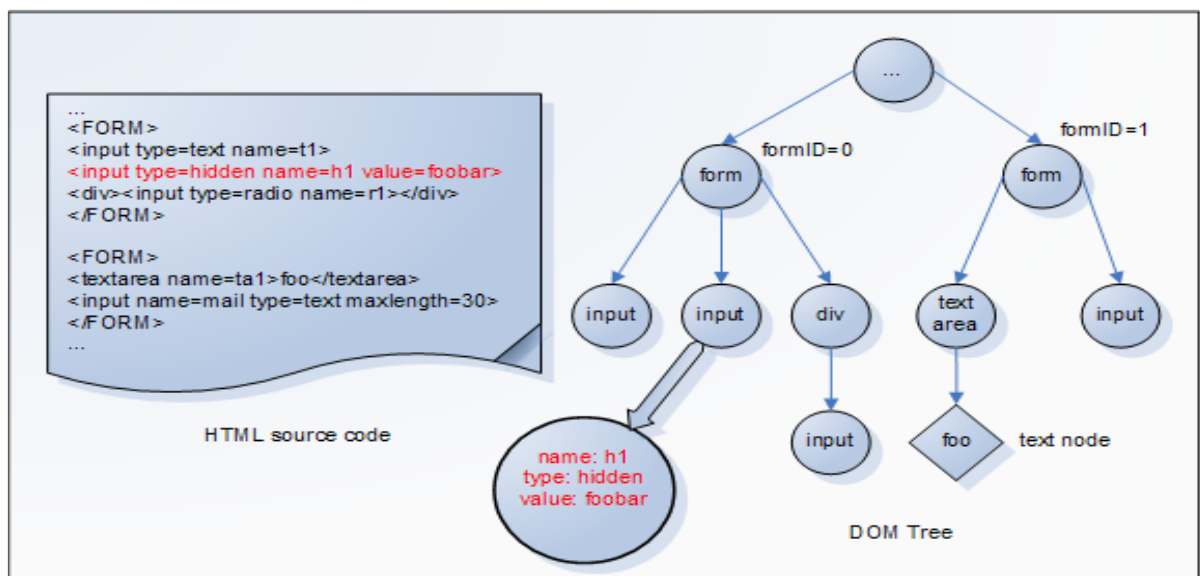 ...
<FORM>
<input type=text name=t1>
<input type=hidden name=h1 value=foobar>
<div><input type=radio name=r1></div>
</FORM>
<FORM>
<textarea name=ta1>foo</textarea>
<input name=mail type=text maxlength=30>
</FORM>
...
HTML source code
...
formID=0
formID=1
form
form
input
input
div
text
area
input
name: h1
type: hidden
value: foobar
input
foo
text node
DOM Tree